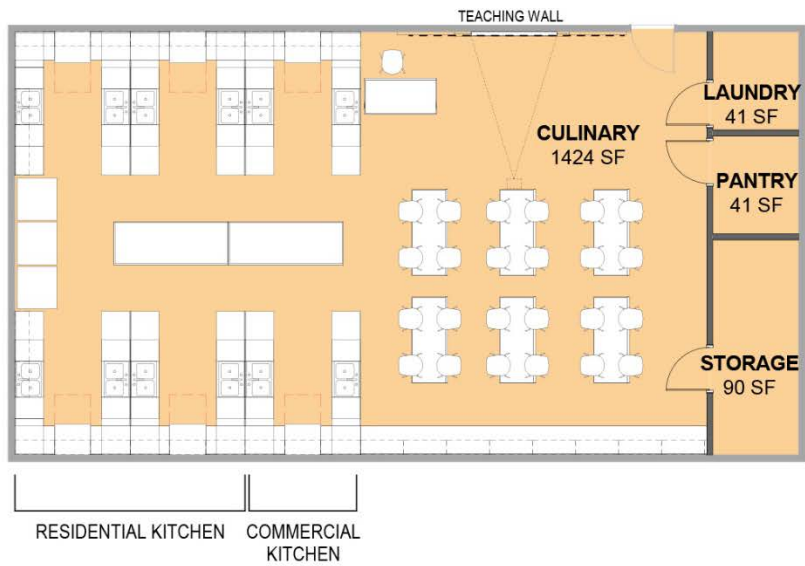 TEACHING WALL
LAUNDRY
41 SF
CULINARY
1424 SF
PANTRY
41 SF
STORAGE
90 SF
RESIDENTIAL KITCHEN
COMMERCIAL
KITCHEN